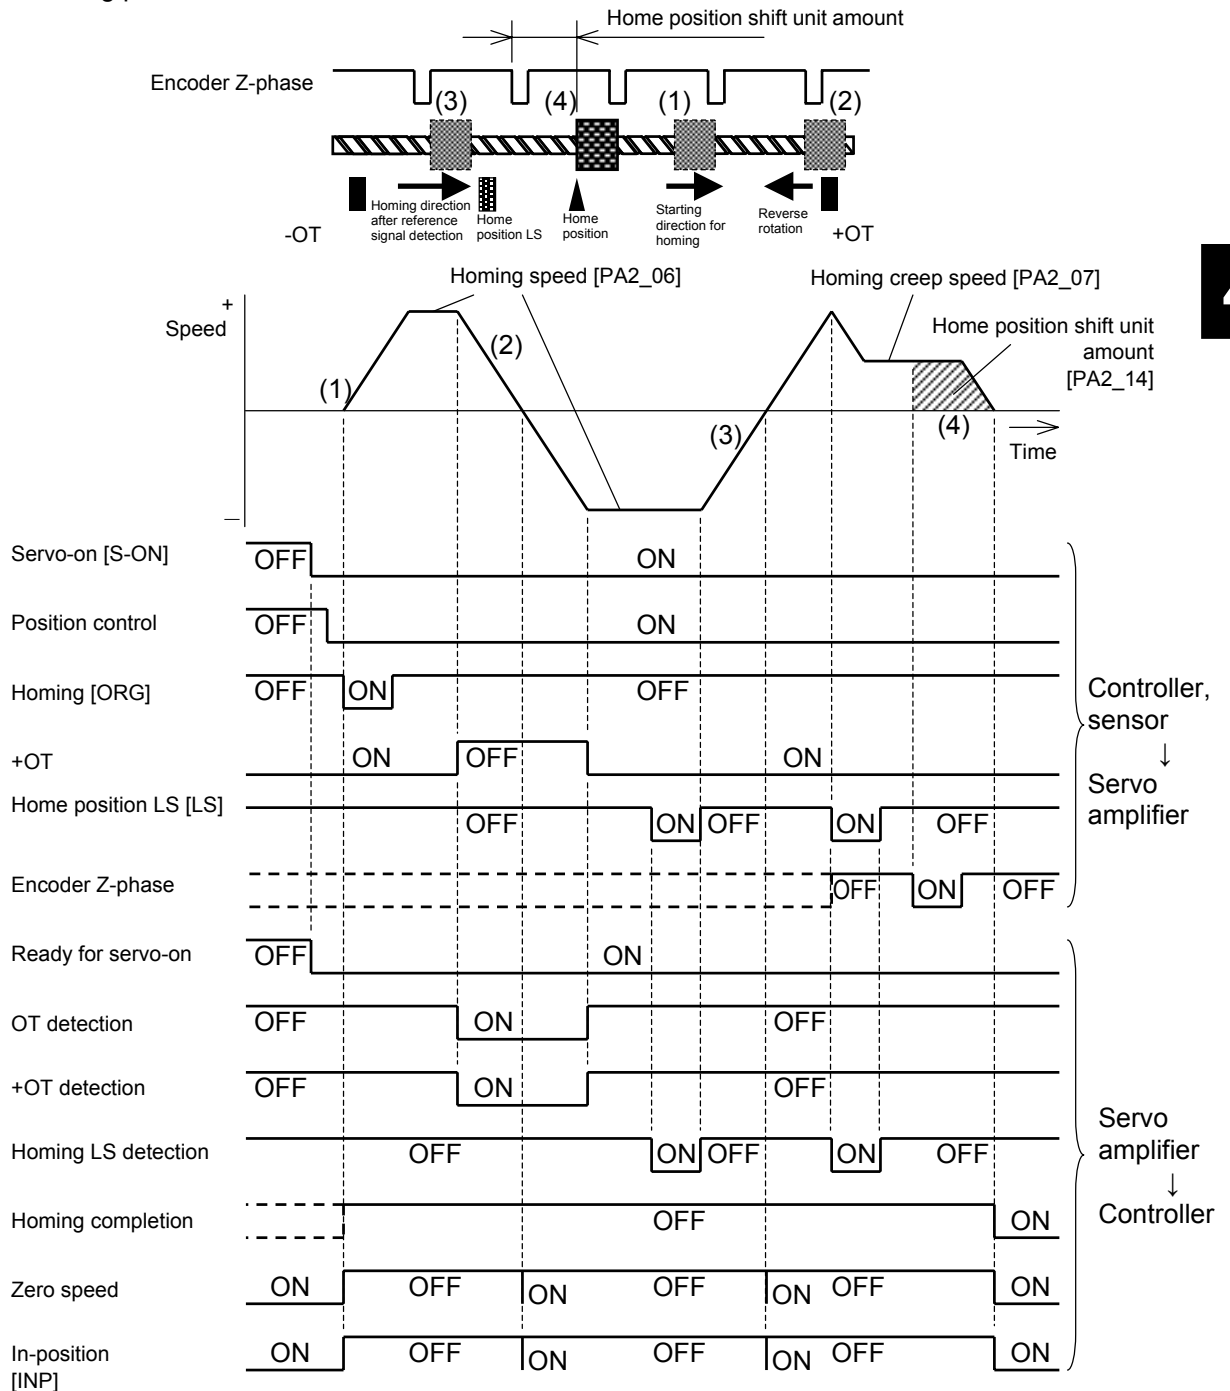 Home position shift unit amount
Encoder Z-phase
(3) (4) (1) (2)
Homing direction
after reference
signal detection
Home
position LS
Home
position
Starting
direction for
homing
Reverse
rotation
-OT
+OT
Homing speed [PA2_06]
Homing creep speed [PA2_07]
+
Speed
Home position shift unit
amount
[PA2_14]
(1)
(2)
(3)
(4)
Time
—
Servo-on [S-ON] OFF ON
Position control OFF ON
Homing [ORG] OFF ON OFF
+OT ON OFF ON
Home position LS [LS] OFF ON OFF ON OFF
Encoder Z-phase OFF ON OFF
Controller,
sensor
↓
Servo
amplifier
Ready for servo-on OFF ON
OT detection OFF ON OFF
+OT detection OFF ON OFF
Homing LS detection OFF ON OFF ON OFF
Homing completion OFF ON
Zero speed ON OFF ON OFF ON OFF ON
In-position
[INP]
ON OFF ON OFF ON OFF ON
Servo
amplifier
↓
Controller